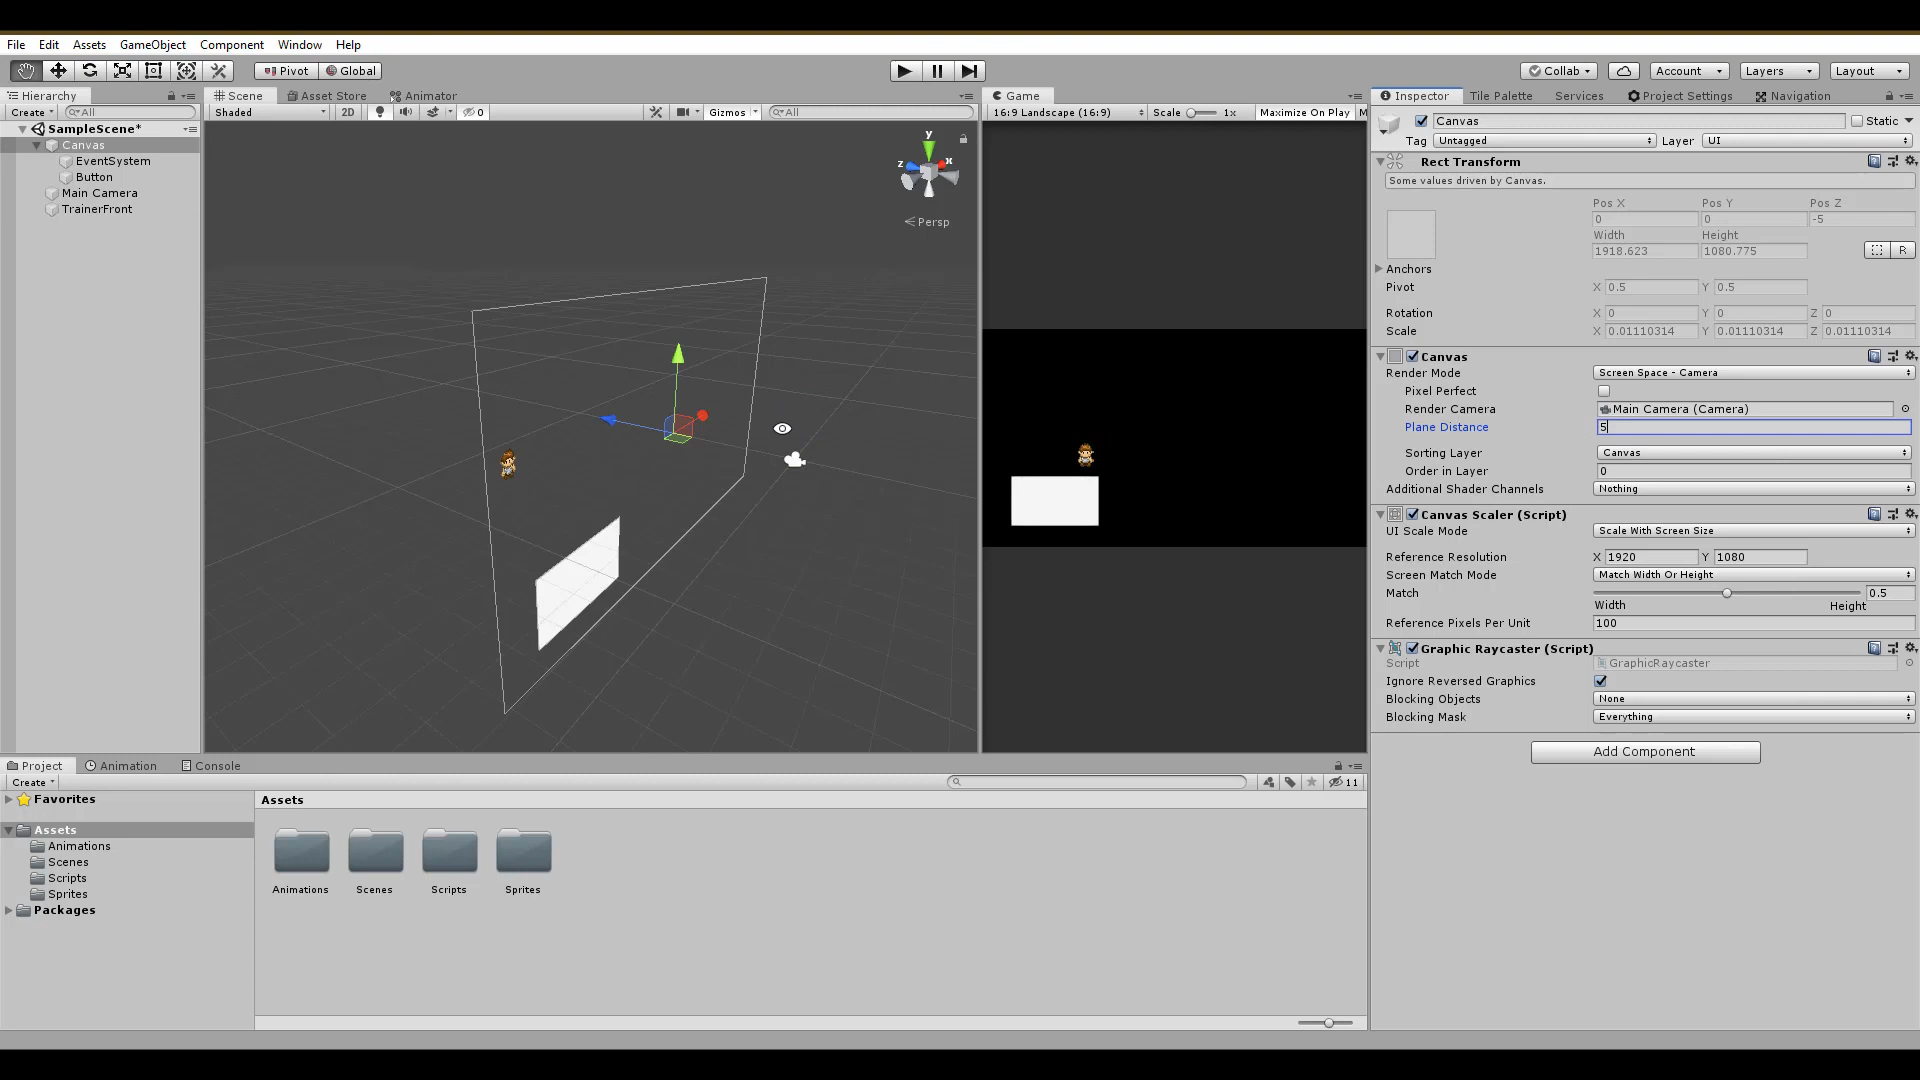 File Edit Assets GameObject Component Window Help
Pivot Global Collab Account Layers Layout
Hierarchy Scene Asset Store Animator Game Inspector Tile Palette Services Project Settings Navigation
Create All Shaded 2D 0 Gizmos All 16:9 Landscape (16:9) Scale 1x Maximize On Play M
Canvas Static
Tag Untagged Layer UI
SampleScene*
Canvas
EventSystem
Button
Main Camera
TrainerFront
y
z x
Persp
Rect Transform
Some values driven by Canvas.
Pos X Pos Y Pos Z
0 0 -5
Width Height
1918.623 1080.775 R
Anchors
Pivot X 0.5 Y 0.5
Rotation X 0 Y 0 Z 0
Scale X 0.01110314 Y 0.01110314 Z 0.01110314
Canvas
Render Mode Screen Space - Camera
Pixel Perfect
Render Camera Main Camera (Camera)
Plane Distance 5
Sorting Layer Canvas
Order in Layer 0
Additional Shader Channels Nothing
Canvas Scaler (Script)
UI Scale Mode Scale With Screen Size
Reference Resolution X 1920 Y 1080
Screen Match Mode Match Width Or Height
Match 0.5
Width Height
Reference Pixels Per Unit 100
Graphic Raycaster (Script)
Script GraphicRaycaster
Ignore Reversed Graphics
Blocking Objects None
Blocking Mask Everything
Add Component
Project Animation Console
Create 11
Favorites
Assets
Animations
Scenes
Scripts
Sprites
Packages
Assets
Animations Scenes Scripts Sprites